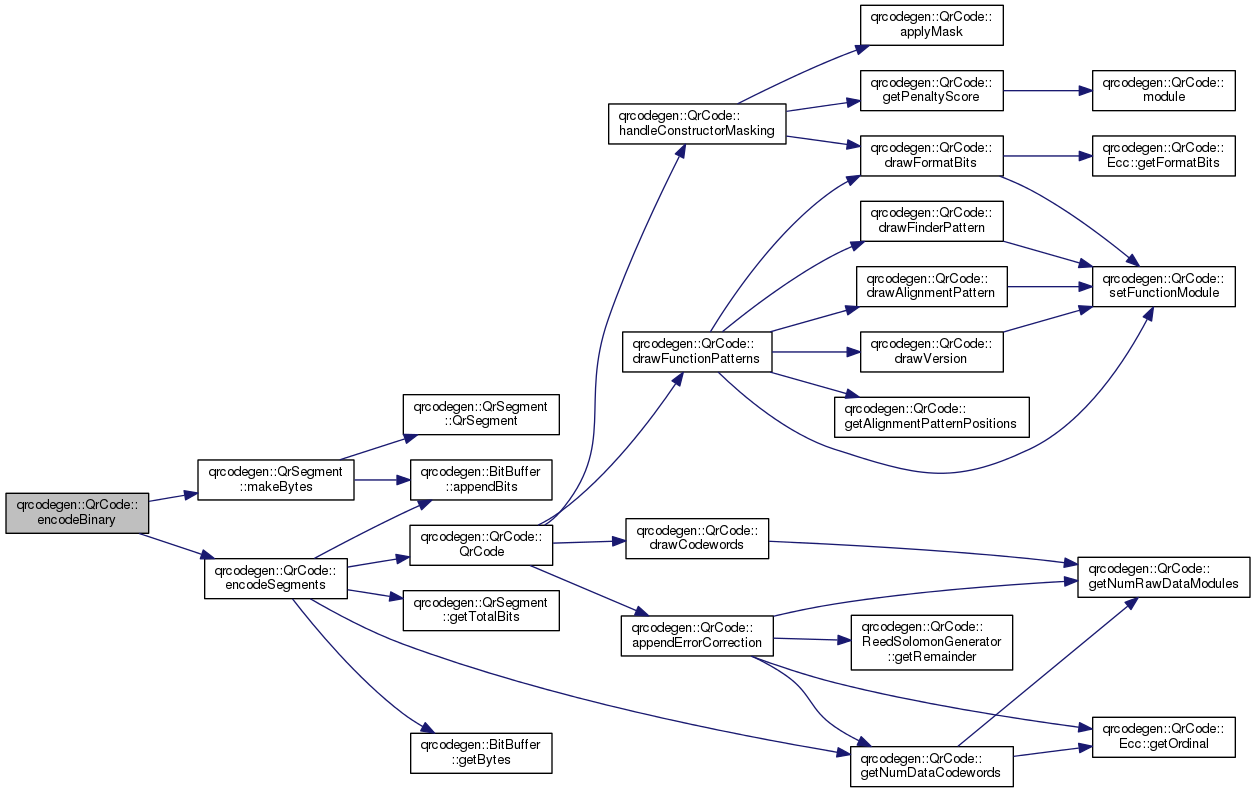 qrcodegen::QrCode::
encodeBinary
qrcodegen::QrSegment
::makeBytes
qrcodegen::QrCode::
encodeSegments
qrcodegen::QrSegment
::QrSegment
qrcodegen::BitBuffer
::appendBits
qrcodegen::QrCode::
QrCode
qrcodegen::QrSegment
::getTotalBits
qrcodegen::BitBuffer
::getBytes
qrcodegen::QrCode::
handleConstructorMasking
qrcodegen::QrCode::
drawFunctionPatterns
qrcodegen::QrCode::
drawCodewords
qrcodegen::QrCode::
appendErrorCorrection
qrcodegen::QrCode::
applyMask
qrcodegen::QrCode::
getPenaltyScore
qrcodegen::QrCode::
drawFormatBits
qrcodegen::QrCode::
drawFinderPattern
qrcodegen::QrCode::
drawAlignmentPattern
qrcodegen::QrCode::
drawVersion
qrcodegen::QrCode::
getAlignmentPatternPositions
qrcodegen::QrCode::
ReedSolomonGenerator
::getRemainder
qrcodegen::QrCode::
getNumDataCodewords
qrcodegen::QrCode::
module
qrcodegen::QrCode::
Ecc::getFormatBits
qrcodegen::QrCode::
setFunctionModule
qrcodegen::QrCode::
getNumRawDataModules
qrcodegen::QrCode::
Ecc::getOrdinal